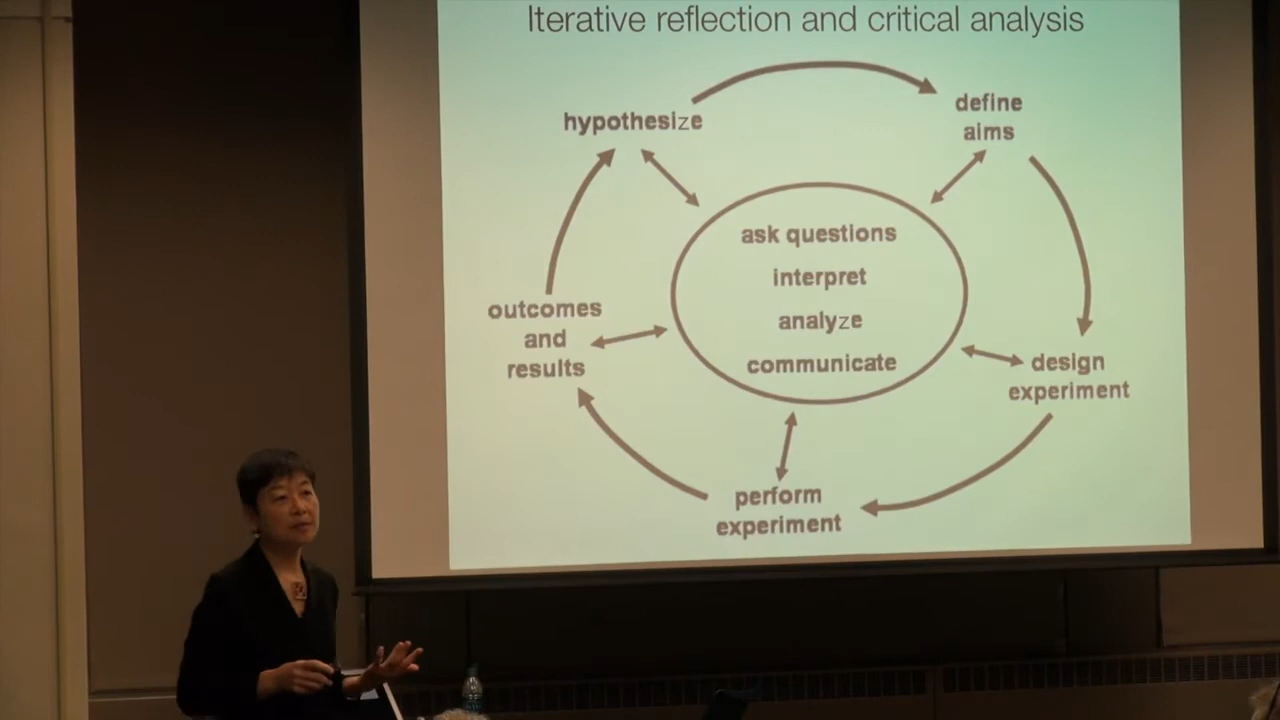 Iterative reflection and critical analysis
hypothesize
define
aims
ask questions
interpret
analyze
communicate
outcomes
and
results
design
experiment
perform
experiment